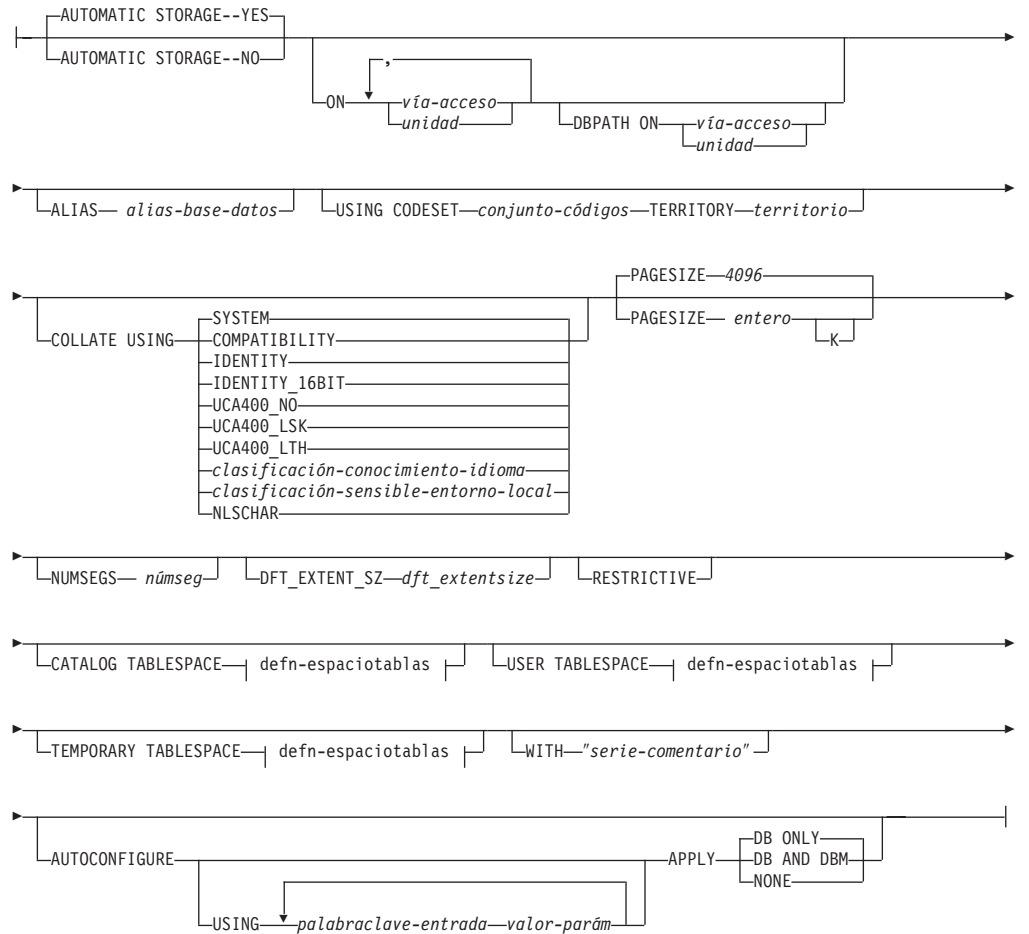 AUTOMATIC STORAGE--YES
AUTOMATIC STORAGE--NO
,
ON vía-acceso
unidad
DBPATH ON vía-acceso
unidad
ALIAS alias-base-datos USING CODESET conjunto-códigos TERRITORY territorio
COLLATE USING
SYSTEM
COMPATIBILITY
IDENTITY
IDENTITY_16BIT
UCA400_NO
UCA400_LSK
UCA400_LTH
clasificación-conocimiento-idioma
clasificación-sensible-entorno-local
NLSCHAR
PAGESIZE 4096
PAGESIZE entero K
NUMSEGS númseg DFT_EXTENT_SZ dft_extentsize RESTRICTIVE
CATALOG TABLESPACE defn-espaciotablas USER TABLESPACE defn-espaciotablas
TEMPORARY TABLESPACE defn-espaciotablas WITH "serie-comentario"
AUTOCONFIGURE
USING palabraclave-entrada valor-parám
APPLY
DB ONLY
DB AND DBM
NONE